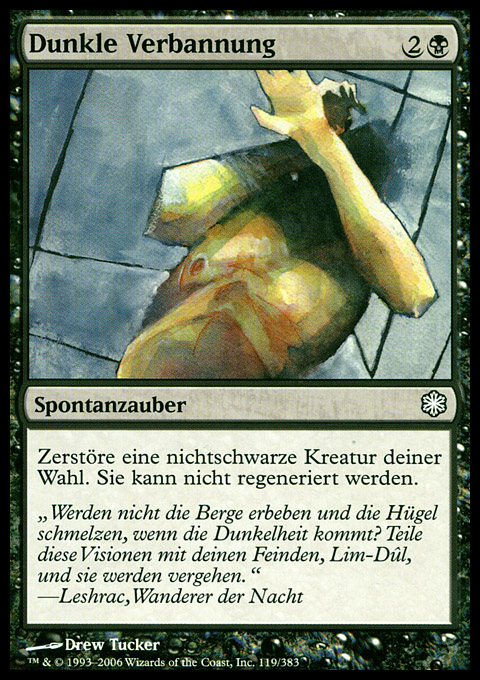 Dunkle Verbannung 2
Spontanzauber
Zerstöre eine nichtschwarze Kreatur deiner
Wahl. Sie kann nicht regeneriert werden.
„Werden nicht die Berge erbeben und die Hügel
schmelzen, wenn die Dunkelheit kommt? Teile
diese Visionen mit deinen Feinden, Lim-Dûl,
und sie werden vergehen.“
—Leshrac, Wanderer der Nacht
Drew Tucker
™ & © 1993–2006 Wizards of the Coast, Inc. 119/383